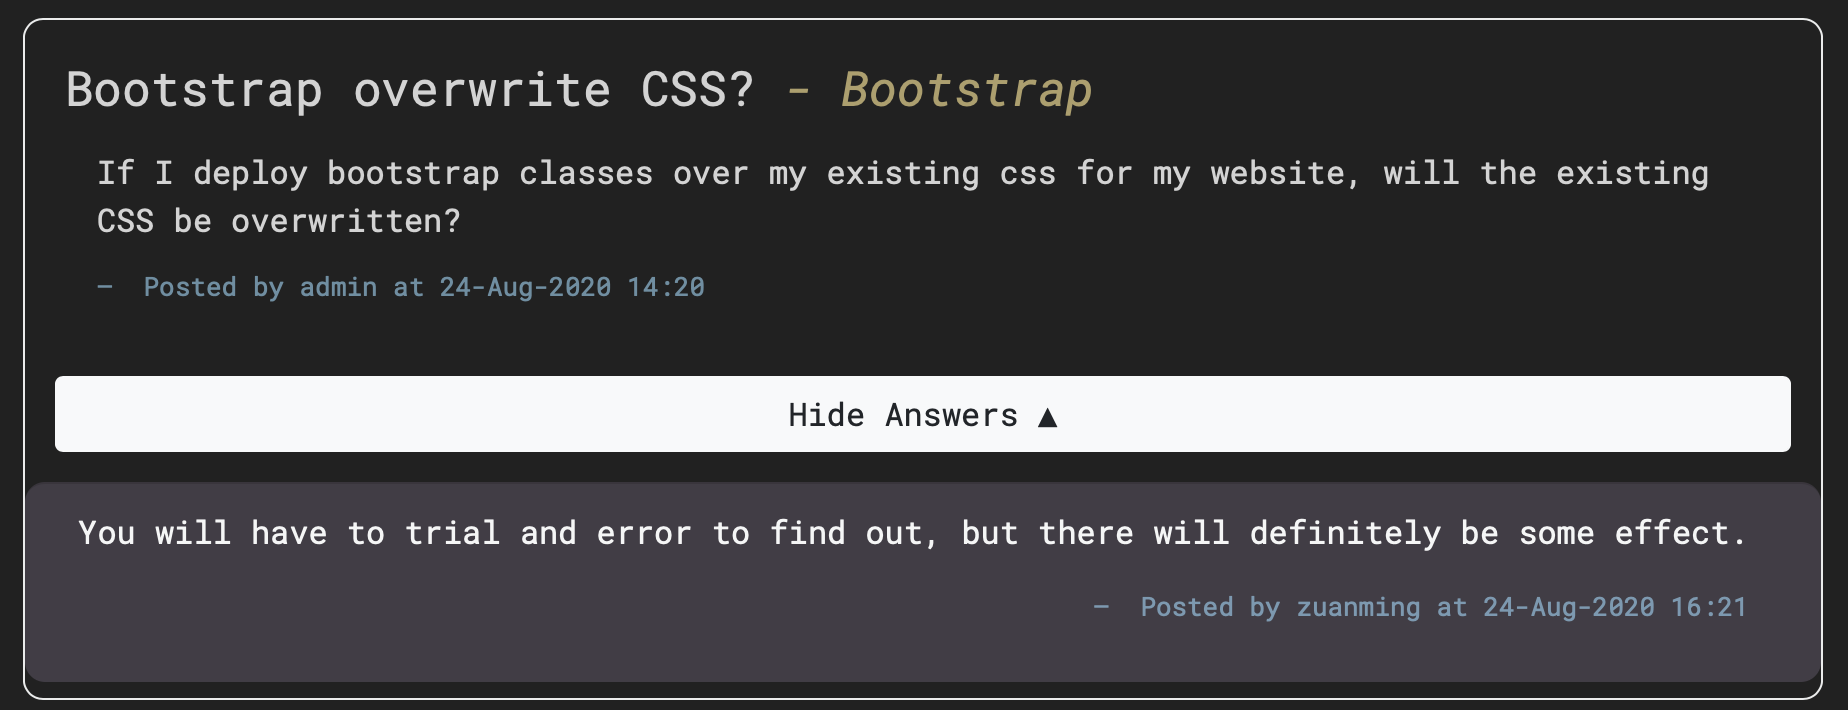 Bootstrap overwrite CSS? - Bootstrap
If I deploy bootstrap classes over my existing css for my website, will the existing
CSS be overwritten?
— Posted by admin at 24-Aug-2020 14:20
Hide Answers ▲
You will have to trial and error to find out, but there will definitely be some effect.
— Posted by zuanming at 24-Aug-2020 16:21